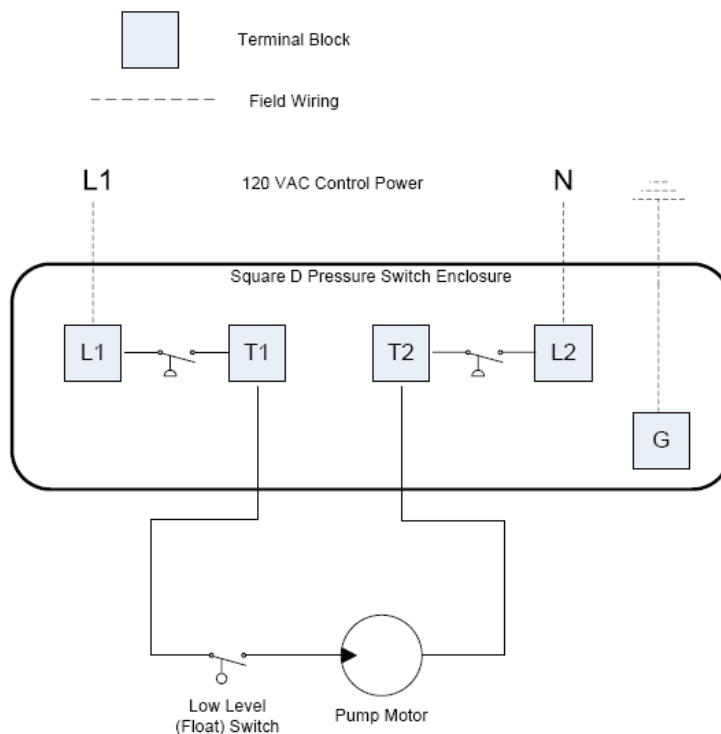 Terminal Block
Field Wiring
L1
120 VAC Control Power
N
Square D Pressure Switch Enclosure
L1
T1
T2
L2
G
Low Level
(Float) Switch
Pump Motor